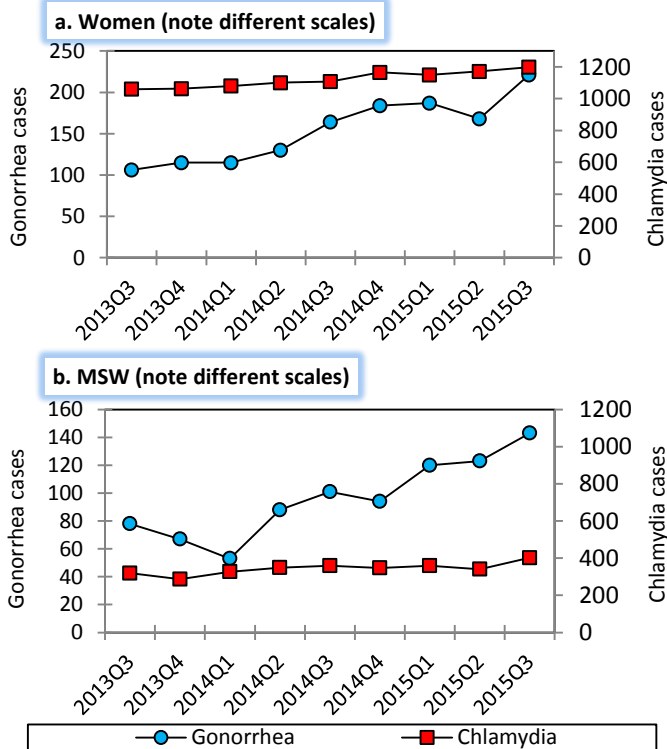 a. Women (note different scales)
Gonorrhea cases
250
200
150
100
50
0
Chlamydia cases
1200
1000
800
600
400
200
0
2013Q3
2013Q4
2014Q1
2014Q2
2014Q3
2014Q4
2015Q1
2015Q2
2015Q3
b. MSW (note different scales)
Gonorrhea cases
160
140
120
100
80
60
40
20
0
Chlamydia cases
1200
1000
800
600
400
200
0
2013Q3
2013Q4
2014Q1
2014Q2
2014Q3
2014Q4
2015Q1
2015Q2
2015Q3
Gonorrhea
Chlamydia